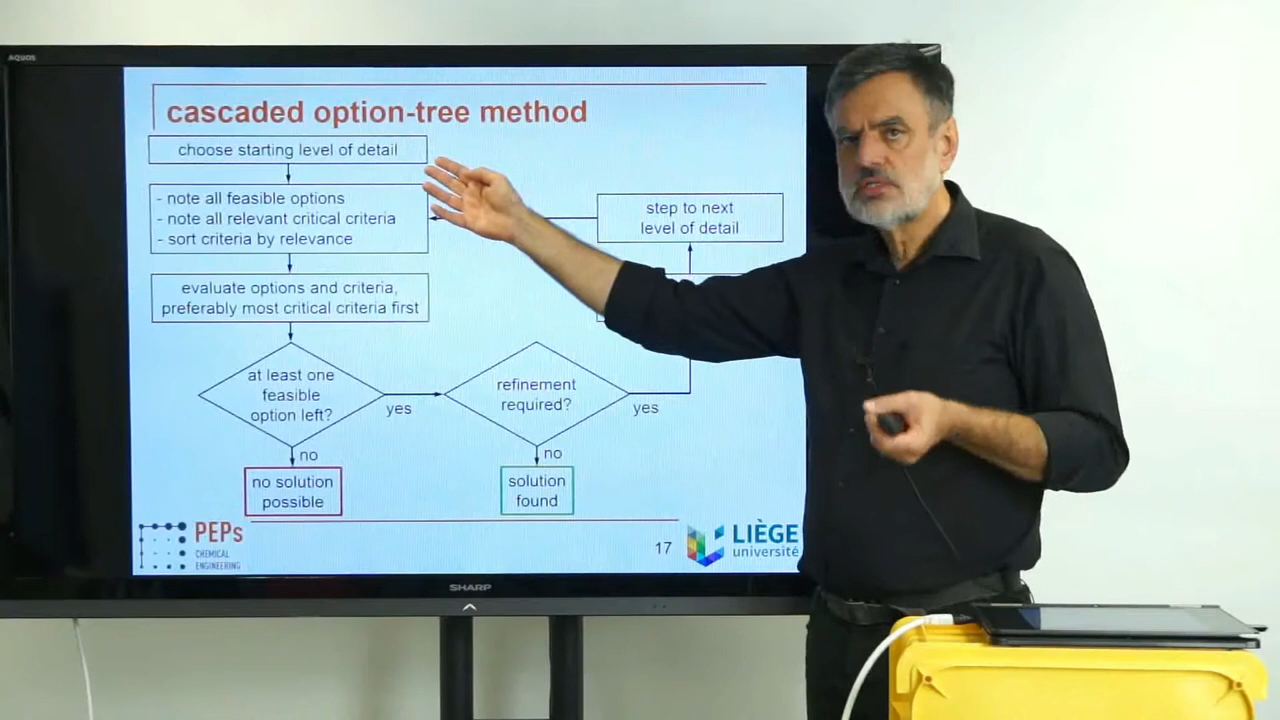 AQUOS
cascaded option-tree method
choose starting level of detail
- note all feasible options
- note all relevant critical criteria
- sort criteria by relevance
evaluate options and criteria,
preferably most critical criteria first
at least one
feasible
option left?
yes
no
no solution
possible
refinement
required?
yes
no
solution
found
step to next
level of detail
PEPs
CHEMICAL
ENGINEERING
17
LIÈGE
université
SHARP